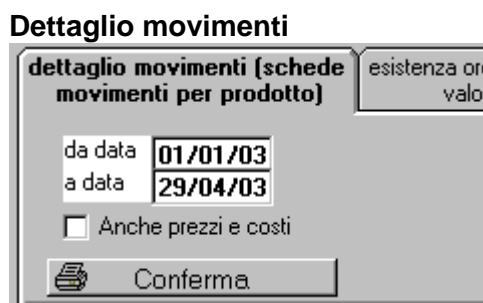 Dettaglio movimenti
dettaglio movimenti (schede
movimenti per prodotto)
esistenza
da data 01/01/03
a data 29/04/03
Anche prezzi e costi
Conferma